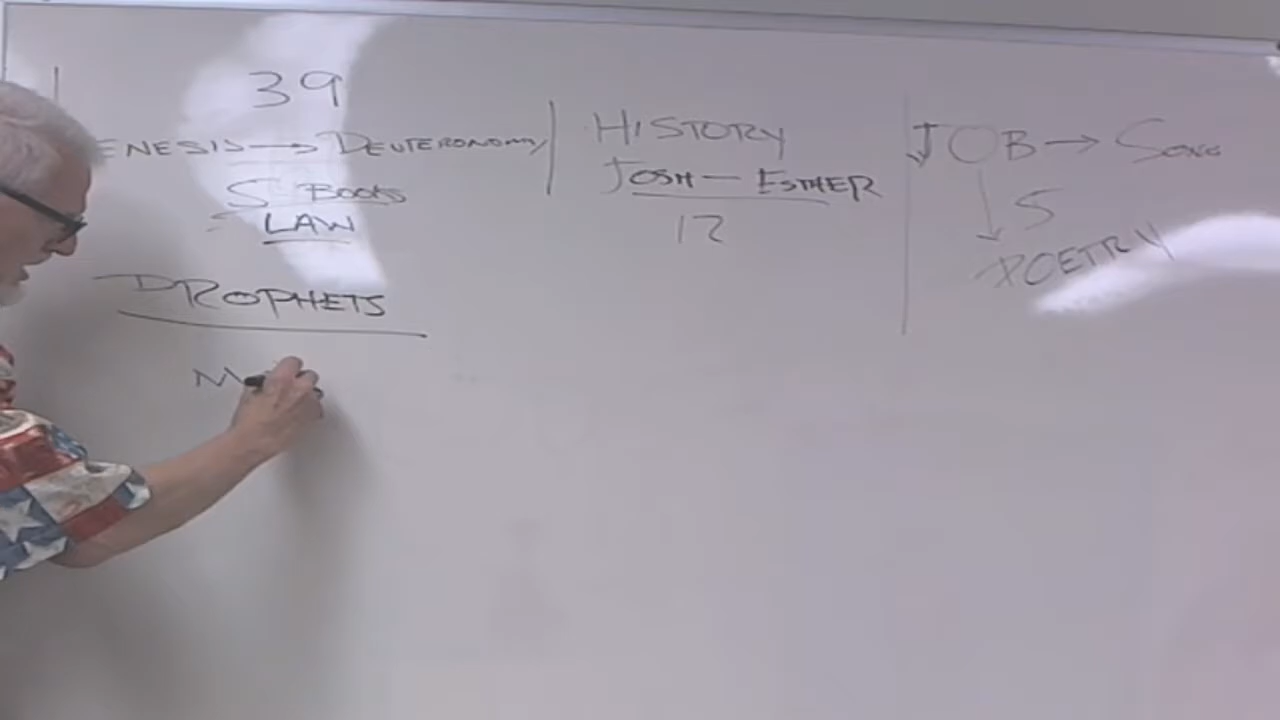 39
ENESIS → DEUTERONOMY
5 BOOKS
LAW
HISTORY
JOSH — ESTHER
12
JOB → SONG
5
POETRY
PROPHETS
M